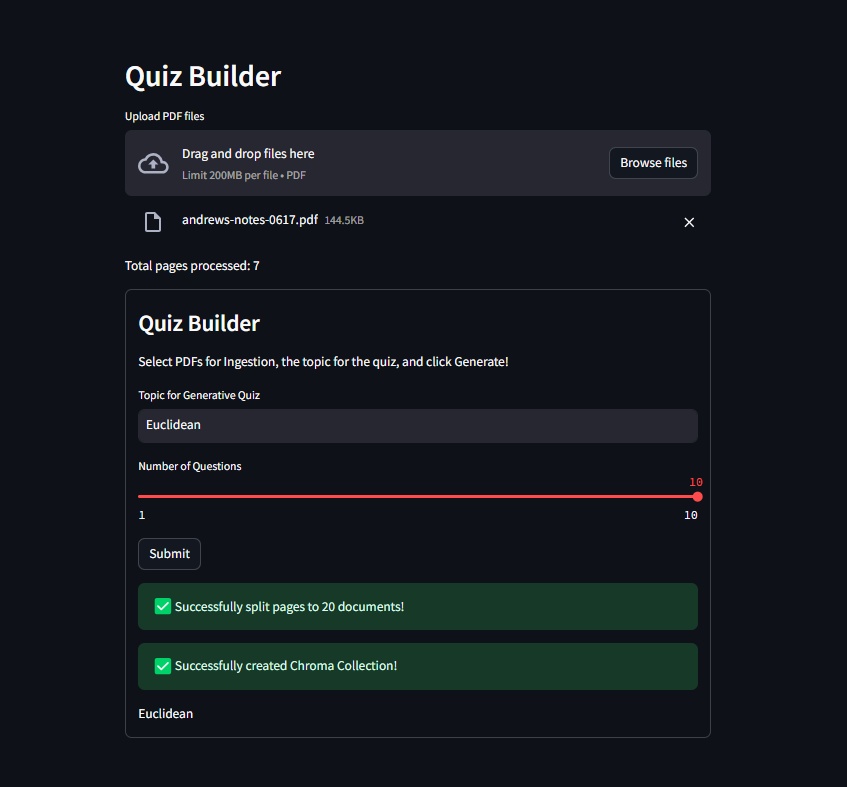 Quiz Builder
Upload PDF files
Drag and drop files here
Limit 200MB per file • PDF
Browse files
andrews-notes-0617.pdf 144.5KB
Total pages processed: 7
Quiz Builder
Select PDFs for Ingestion, the topic for the quiz, and click Generate!
Topic for Generative Quiz
Euclidean
Number of Questions
10
1 10
Submit
✅ Successfully split pages to 20 documents!
✅ Successfully created Chroma Collection!
Euclidean